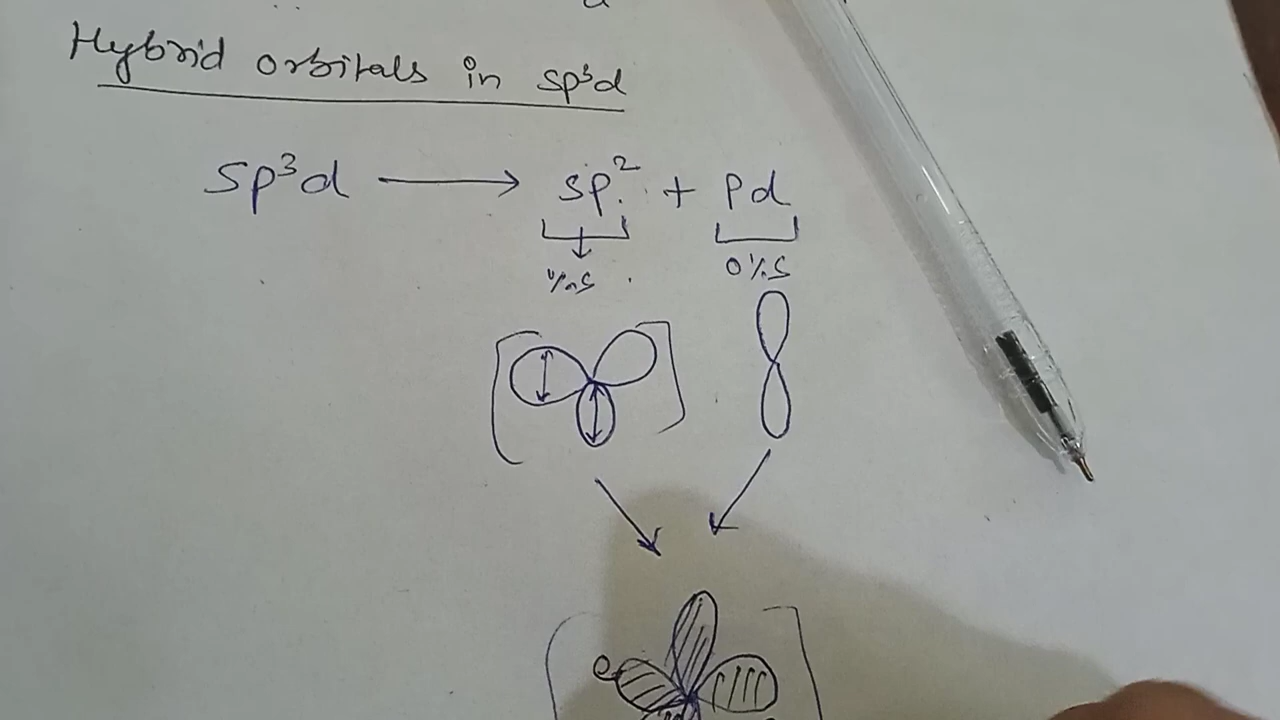 Hybrid orbitals in sp³d
sp³d → sp² + pd
0%S